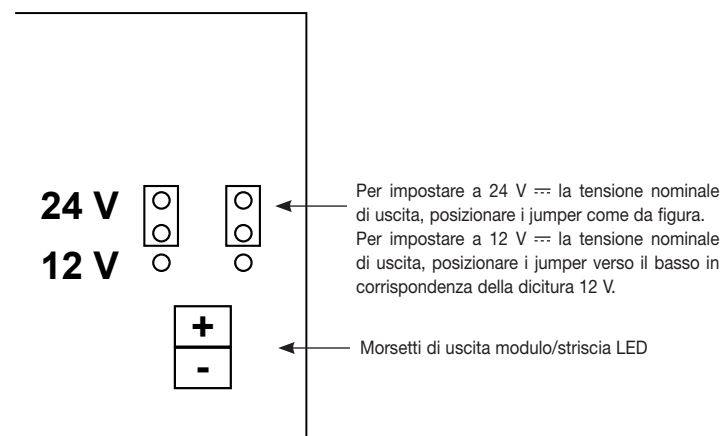 24 V
12 V
Per impostare a 24 V ⎓ la tensione nominale
di uscita, posizionare i jumper come da figura.
Per impostare a 12 V ⎓ la tensione nominale
di uscita, posizionare i jumper verso il basso in
corrispondenza della dicitura 12 V.
+
-
Morsetti di uscita modulo/striscia LED